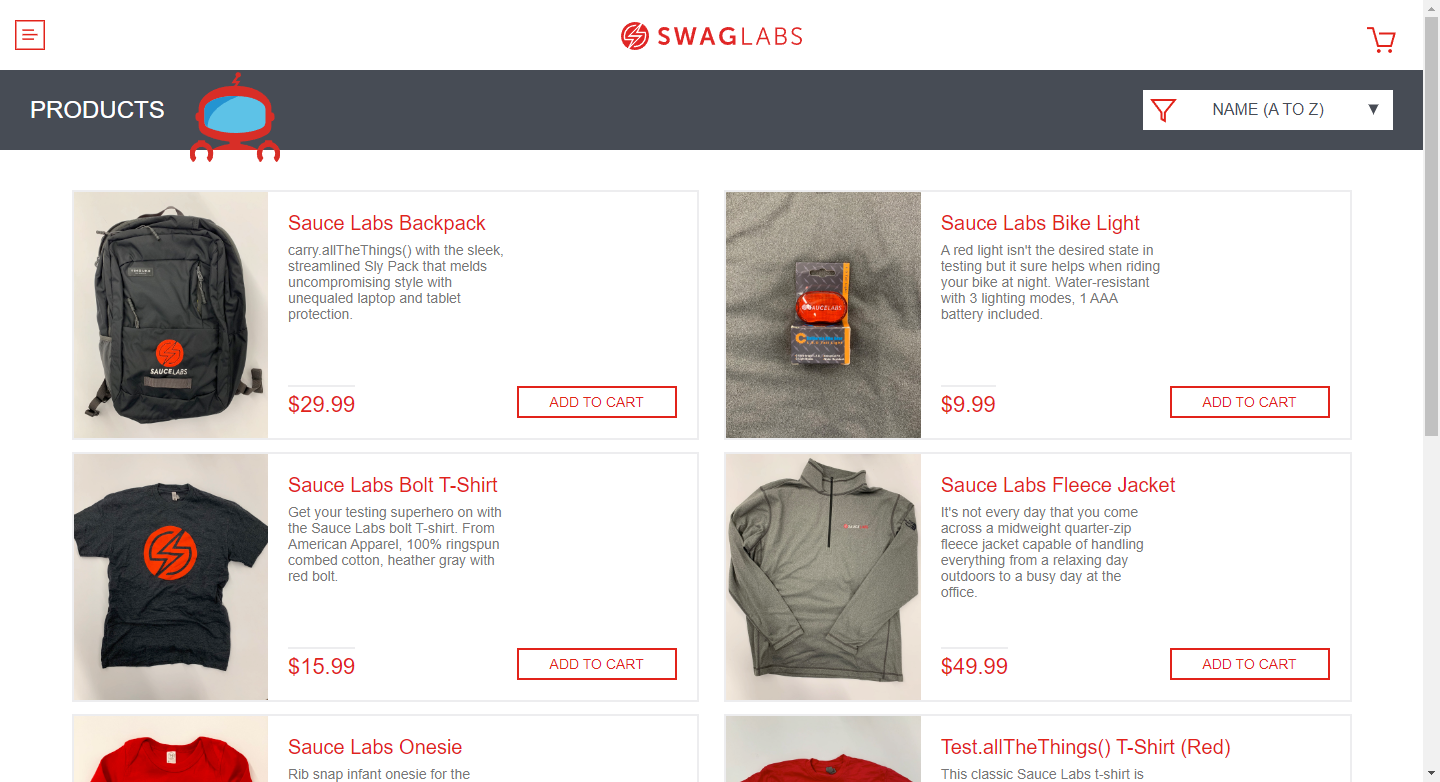 SWAGLABS
PRODUCTS
NAME (A TO Z)
Sauce Labs Backpack
carry.allTheThings() with the sleek,
streamlined Sly Pack that melds
uncompromising style with
unequaled laptop and tablet
protection.
$29.99
ADD TO CART
SAUCELABS
Sauce Labs Bike Light
A red light isn't the desired state in
testing but it sure helps when riding
your bike at night. Water-resistant
with 3 lighting modes, 1 AAA
battery included.
$9.99
ADD TO CART
SAUCELABS
Sauce Labs Bolt T-Shirt
Get your testing superhero on with
the Sauce Labs bolt T-shirt. From
American Apparel, 100% ringspun
combed cotton, heather gray with
red bolt.
$15.99
ADD TO CART
Sauce Labs Fleece Jacket
It's not every day that you come
across a midweight quarter-zip
fleece jacket capable of handling
everything from a relaxing day
outdoors to a busy day at the
office.
$49.99
ADD TO CART
Sauce Labs Onesie
Rib snap infant onesie for the
Test.allTheThings() T-Shirt (Red)
This classic Sauce Labs t-shirt is